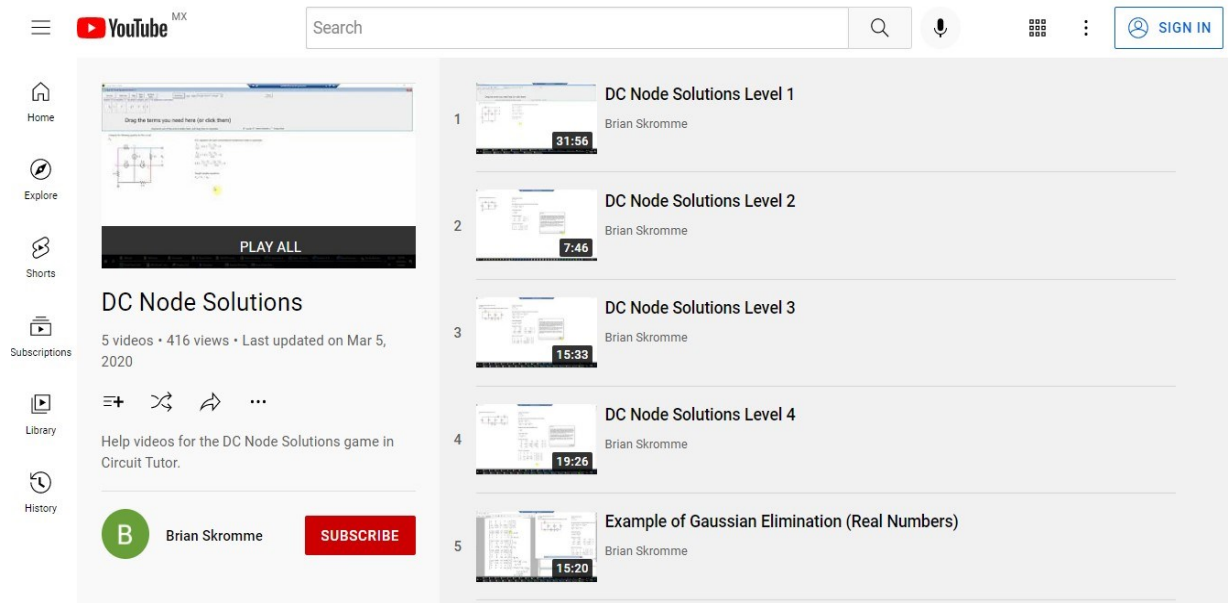 YouTube MX
Search
SIGN IN
Home
Explore
Shorts
Subscriptions
Library
History
Drag the terms you need here (or click them)
PLAY ALL
DC Node Solutions
5 videos • 416 views • Last updated on Mar 5,
2020
Help videos for the DC Node Solutions game in
Circuit Tutor.
B
Brian Skromme
SUBSCRIBE
1
31:56
DC Node Solutions Level 1
Brian Skromme
2
7:46
DC Node Solutions Level 2
Brian Skromme
3
15:33
DC Node Solutions Level 3
Brian Skromme
4
19:26
DC Node Solutions Level 4
Brian Skromme
5
15:20
Example of Gaussian Elimination (Real Numbers)
Brian Skromme